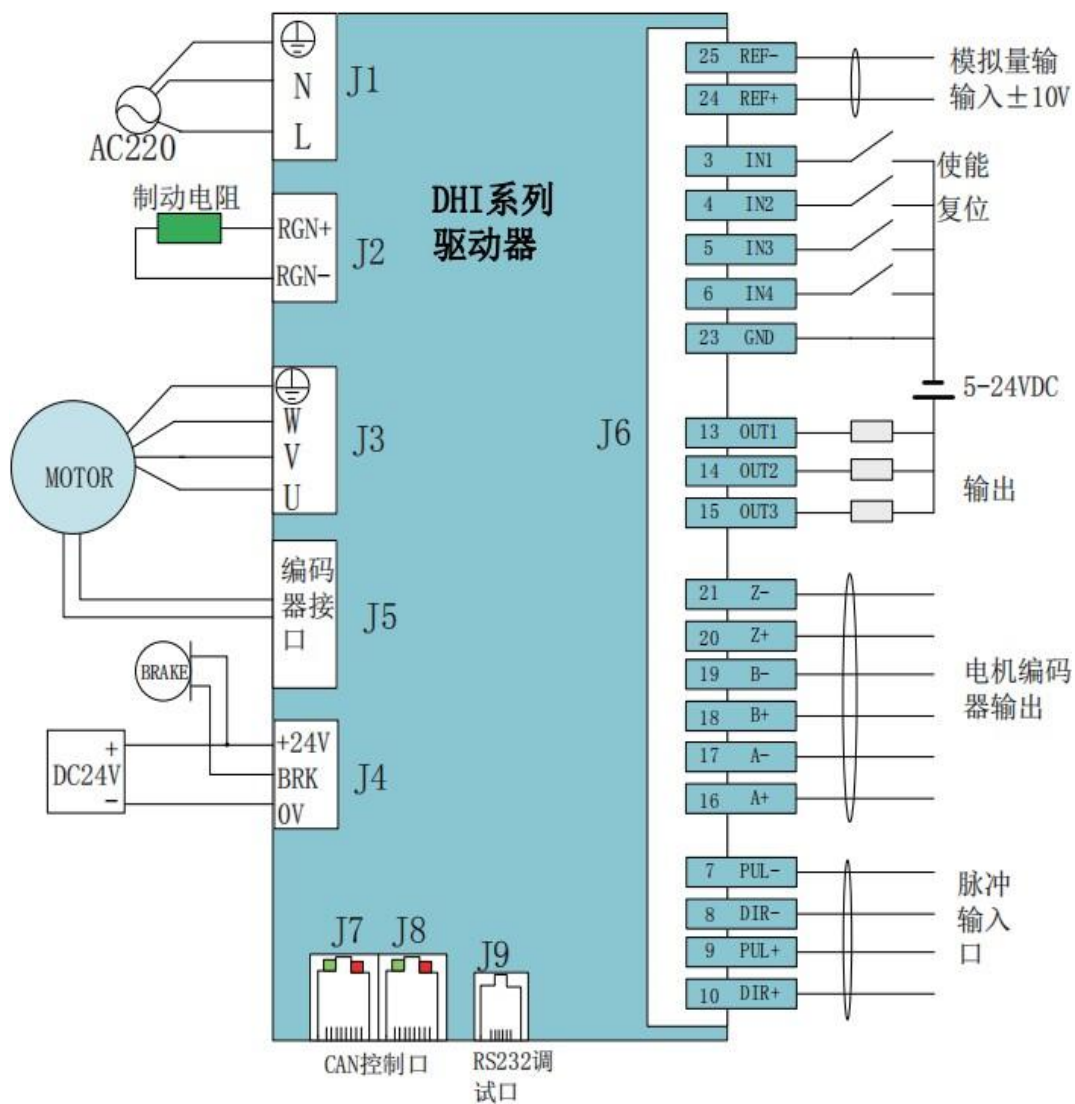 AC220
N
L
J1
制动电阻
RGN+
RGN-
J2
DHI系列
驱动器
MOTOR
W
V
U
J3
编码
器接
口
J5
BRAKE
+
DC24V
-
+24V
BRK
0V
J4
J6
25 REF-
24 REF+
模拟量输
输入±10V
3 IN1
使能
4 IN2
复位
5 IN3
6 IN4
23 GND
5-24VDC
13 OUT1
14 OUT2
15 OUT3
输出
21 Z-
20 Z+
19 B-
18 B+
17 A-
16 A+
电机编码
器输出
7 PUL-
8 DIR-
9 PUL+
10 DIR+
脉冲
输入
口
J7
J8
J9
CAN控制口
RS232调
试口